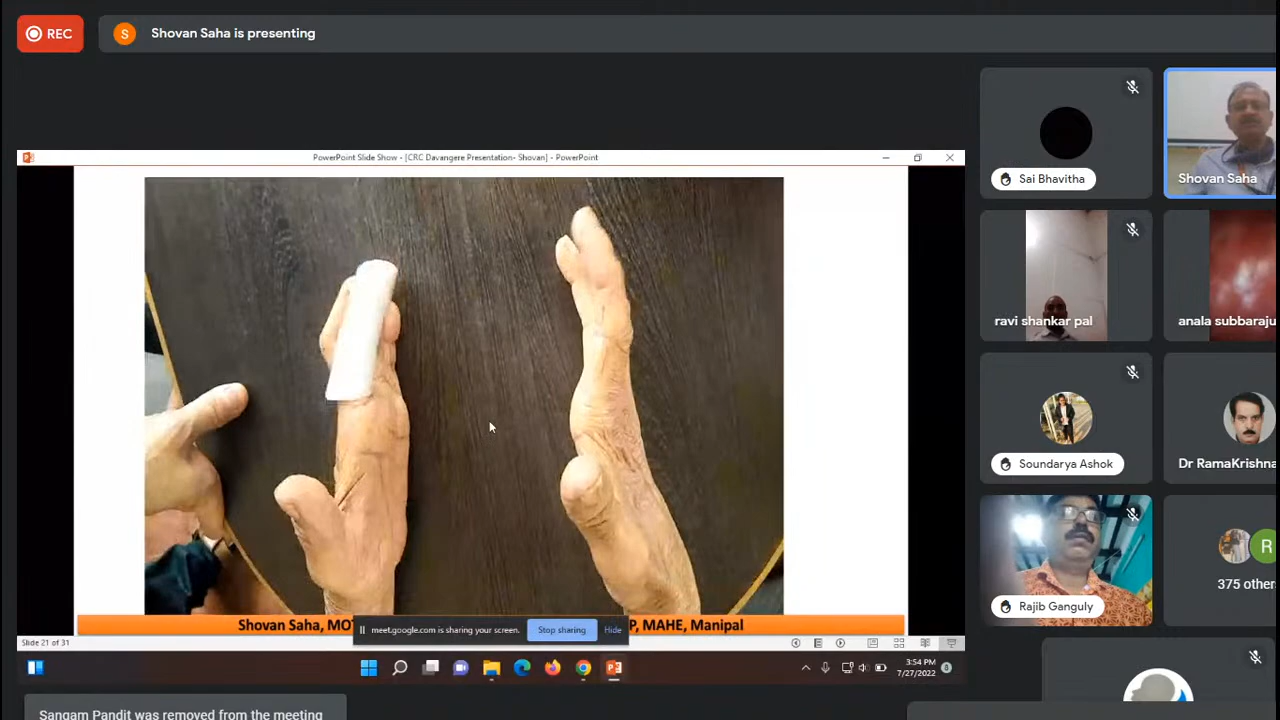 REC
S
Shovan Saha is presenting
PowerPoint Slide Show - [CRC Davangere Presentation- Shovan] - PowerPoint
Sai Bhavitha
Shovan Saha
ravi shankar pal
anala subbaraju
Soundarya Ashok
Dr RamaKrishna
Rajib Ganguly
R
375 others
Shovan Saha, MOT
P, MAHE, Manipal
meet.google.com is sharing your screen.
Stop sharing
Hide
Slide 21 of 31
3:54 PM
7/27/2022
Sangam Pandit was removed from the meeting